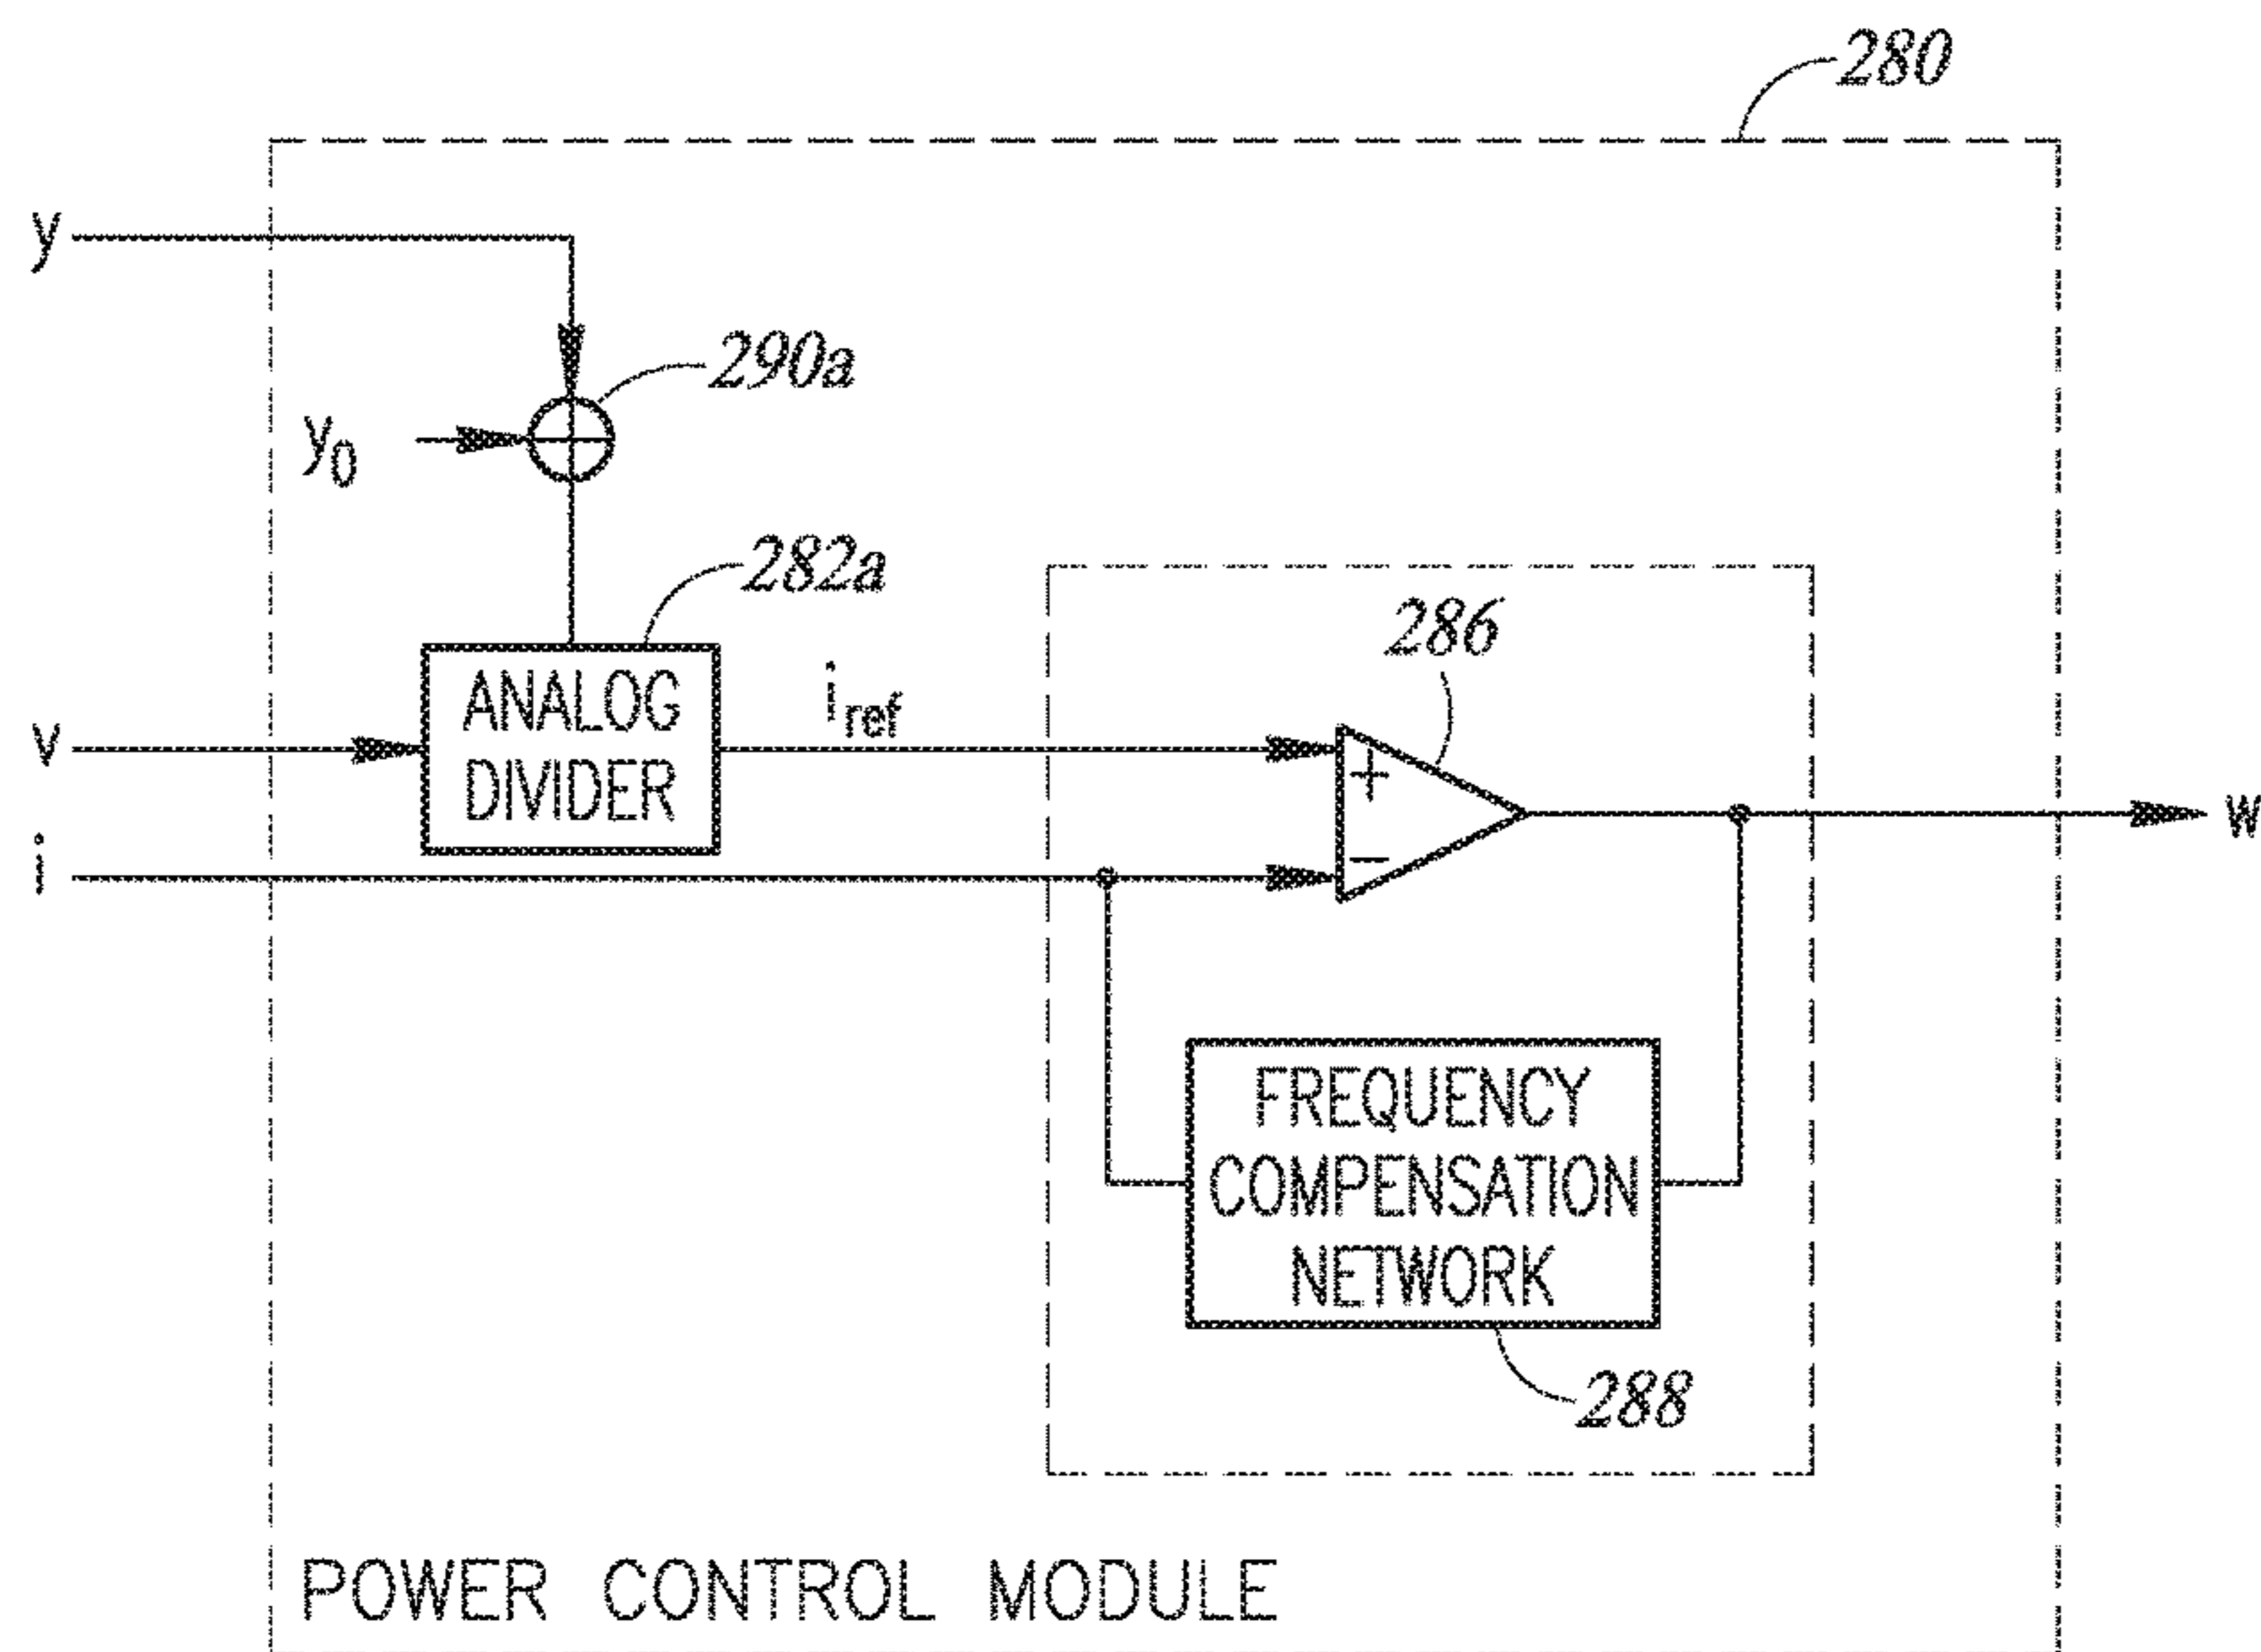 280
y
290a
y0
282a
ANALOG
DIVIDER
iref
286
+
−
v
i
w
FREQUENCY
COMPENSATION
NETWORK
288
POWER CONTROL MODULE